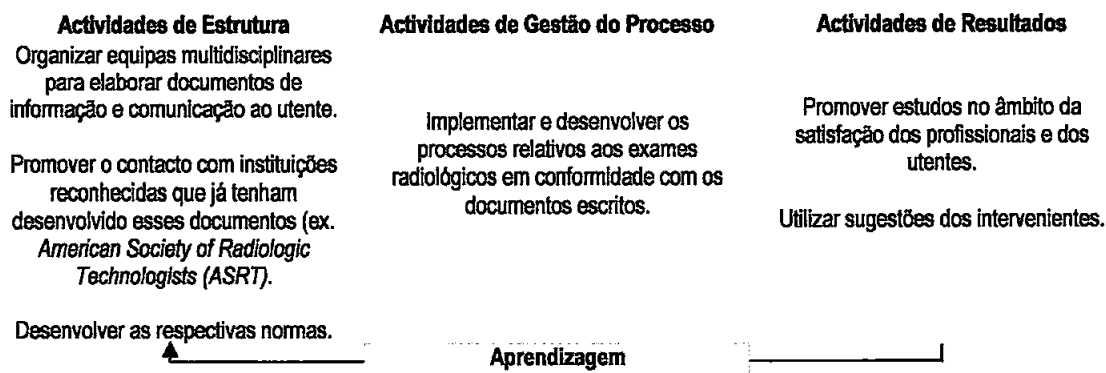 Actividades de Estrutura
Organizar equipas multidisciplinares
para elaborar documentos de
informação e comunicação ao utente.
Promover o contacto com instituições
reconhecidas que já tenham
desenvolvido esses documentos (ex.
American Society of Radiologic
Technologists (ASRT).
Desenvolver as respectivas normas.
Actividades de Gestão do Processo
Implementar e desenvolver os
processos relativos aos exames
radiológicos em conformidade com os
documentos escritos.
Actividades de Resultados
Promover estudos no âmbito da
satisfação dos profissionais e dos
utentes.
Utilizar sugestões dos intervenientes.
Aprendizagem